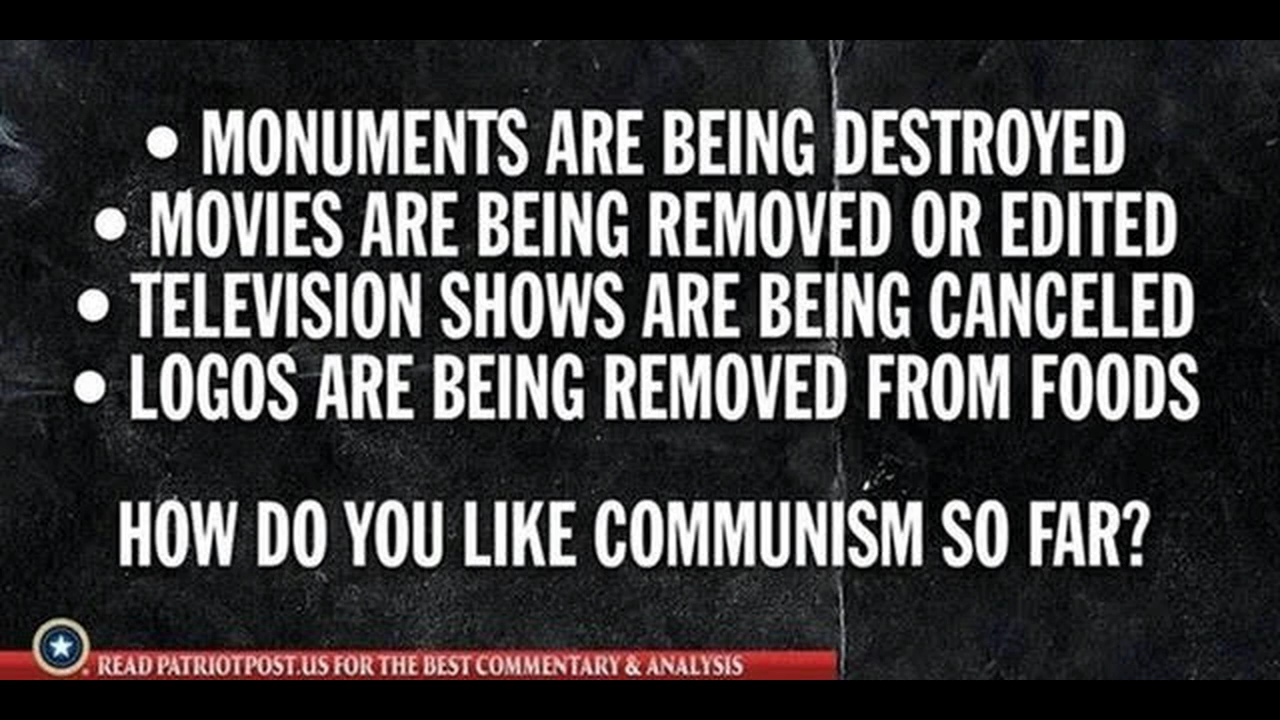 • MONUMENTS ARE BEING DESTROYED
• MOVIES ARE BEING REMOVED OR EDITED
• TELEVISION SHOWS ARE BEING CANCELED
• LOGOS ARE BEING REMOVED FROM FOODS
HOW DO YOU LIKE COMMUNISM SO FAR?
READ PATRIOTPOST.US FOR THE BEST COMMENTARY & ANALYSIS